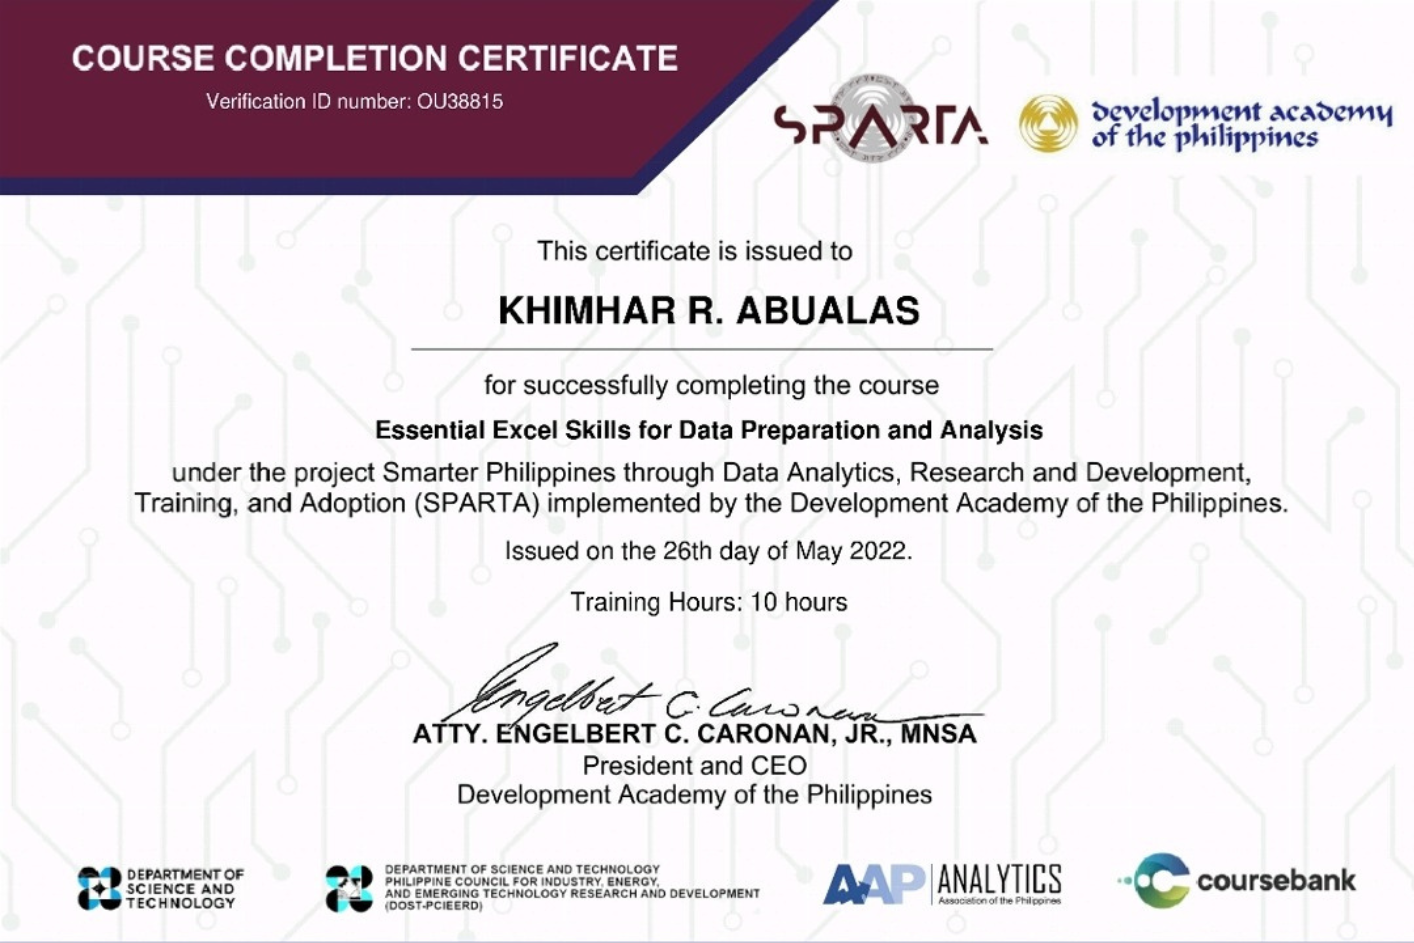 COURSE COMPLETION CERTIFICATE
Verification ID number: OU38815
SPARTA
development academy
of the philippines
This certificate is issued to
KHIMHAR R. ABUALAS
for successfully completing the course
Essential Excel Skills for Data Preparation and Analysis
under the project Smarter Philippines through Data Analytics, Research and Development,
Training, and Adoption (SPARTA) implemented by the Development Academy of the Philippines.
Issued on the 26th day of May 2022.
Training Hours: 10 hours
Engelbert C. Caronan
ATTY. ENGELBERT C. CARONAN, JR., MNSA
President and CEO
Development Academy of the Philippines
DEPARTMENT OF
SCIENCE AND
TECHNOLOGY
DEPARTMENT OF SCIENCE AND TECHNOLOGY
PHILIPPINE COUNCIL FOR INDUSTRY, ENERGY,
AND EMERGING TECHNOLOGY RESEARCH AND DEVELOPMENT
(DOST-PCIEERD)
AAP ANALYTICS
Association of the Philippines
coursebank